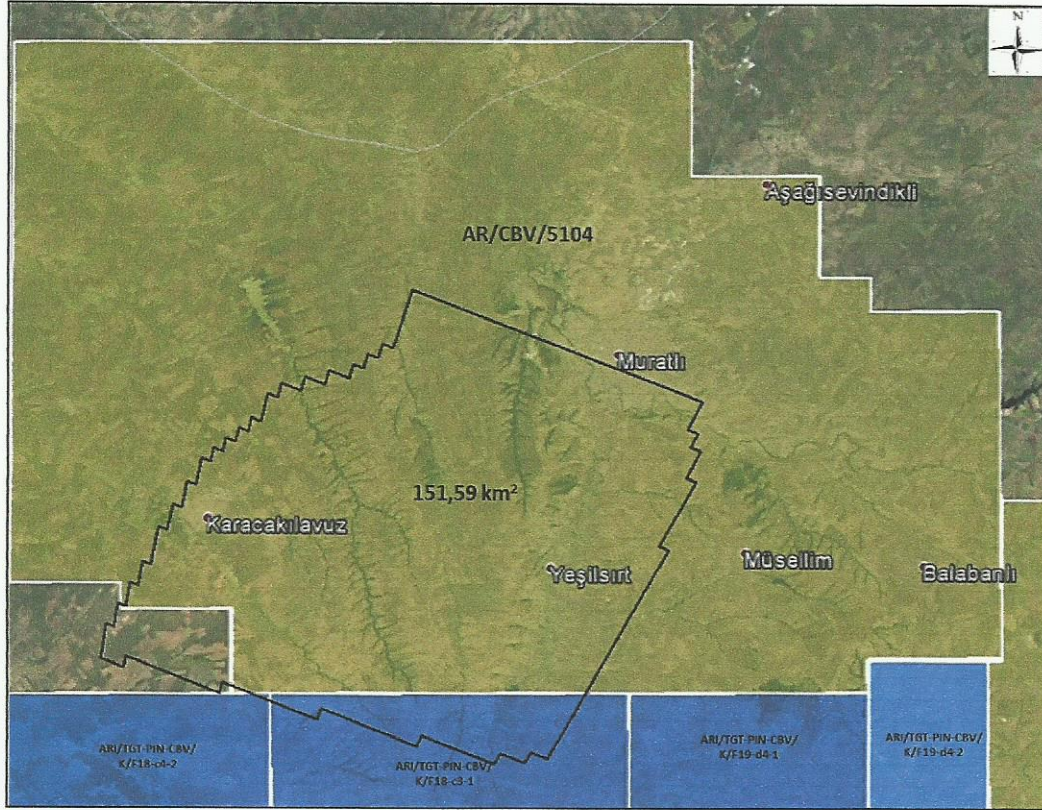 N
Aşağısevindikli
AR/CBV/5104
Muratlı
151,59 km²
Karacakılavuz
Yeşilsırt
Müsellim
Balabanlı
ARI/TGT-PIN-CBV/
K/F18-c4-2
ARI/TGT-PIN-CBV/
K/F18-c3-1
ARI/TGT-PIN-CBV/
K/F19-d4-1
ARI/TGT-PIN-CBV/
K/F19-d4-2